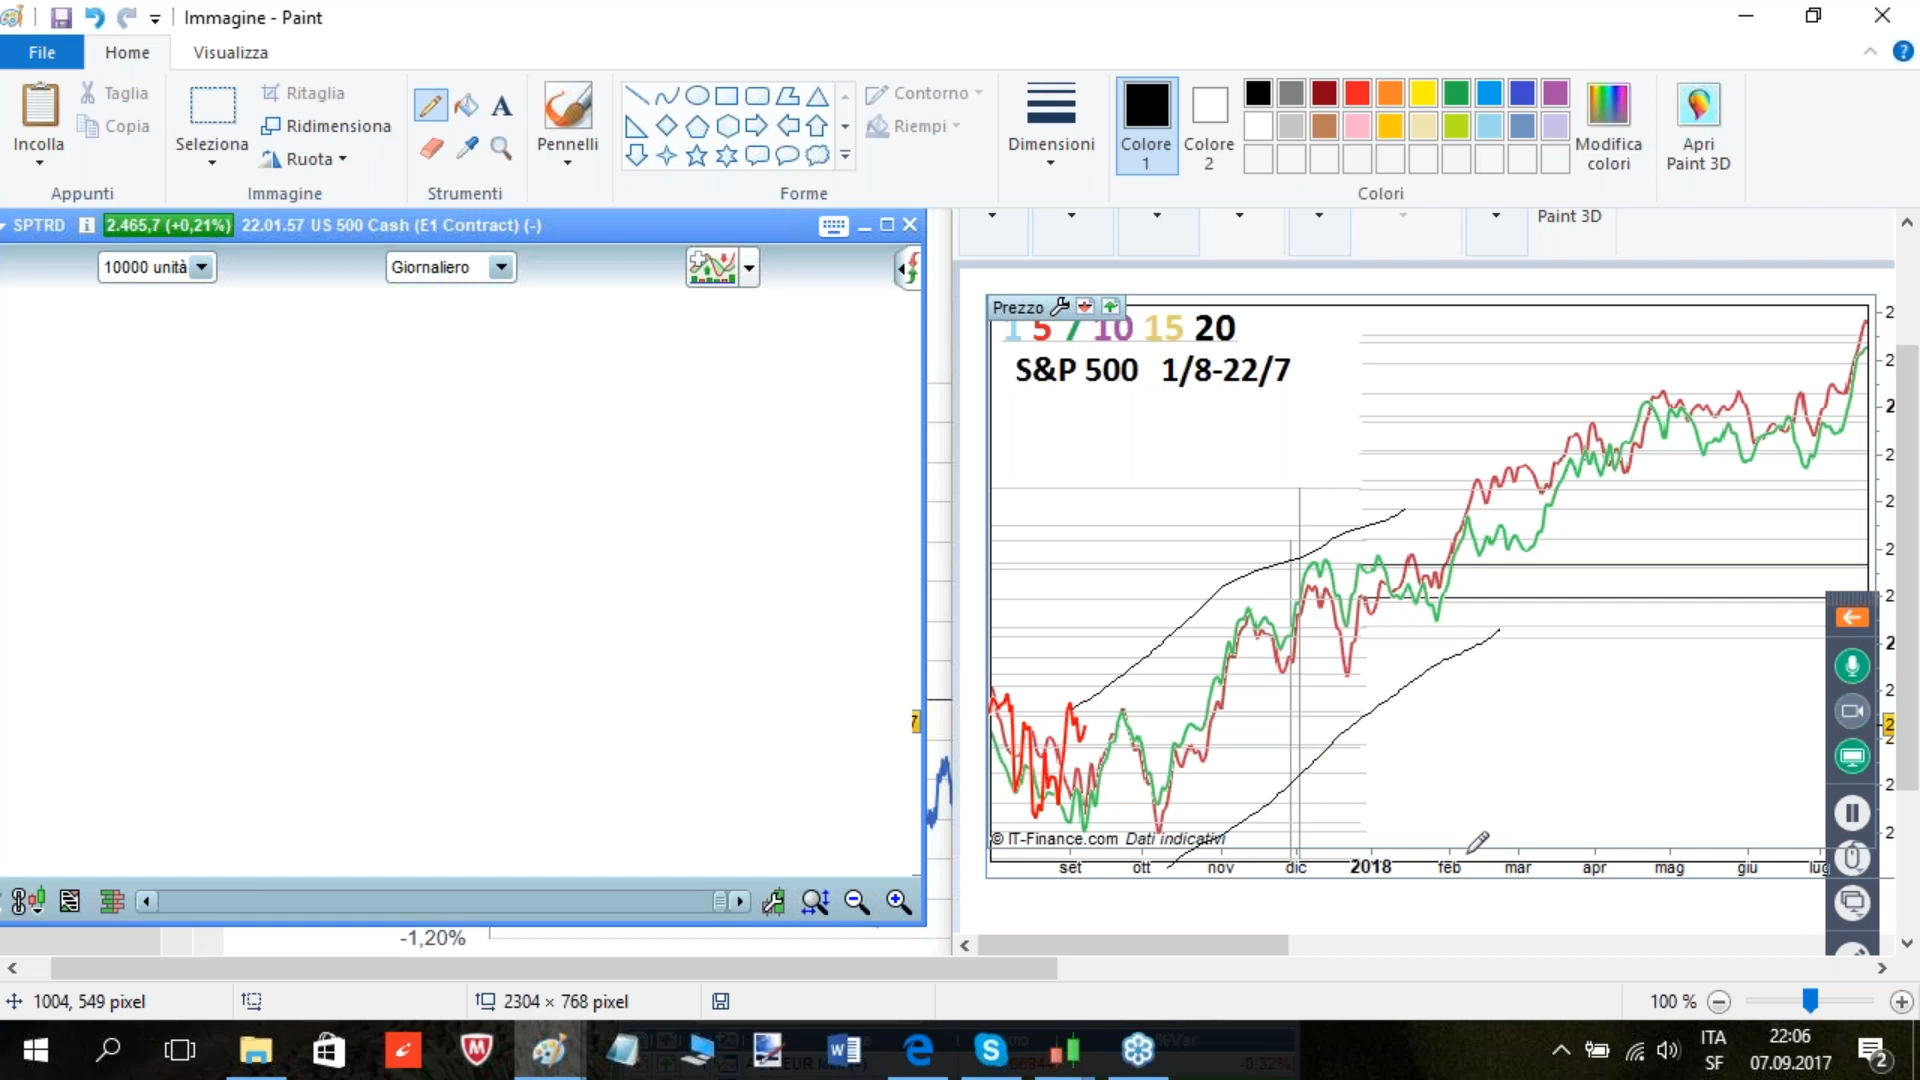 Immagine - Paint
File Home Visualizza
Incolla
Taglia
Copia
Appunti
Seleziona
Ritaglia
Ridimensiona
Ruota
Immagine
A
Strumenti
Pennelli
Forme
Contorno
Riempi
Dimensioni
Colore 1
Colore 2
Modifica colori
Colori
Apri Paint 3D
SPTRD 2.465,7 (+0,21%) 22.01.57 US 500 Cash (E1 Contract) (-)
10000 unità Giornaliero
Paint 3D
Prezzo
1 5 7 10 15 20
S&P 500 1/8-22/7
© IT-Finance.com Dati indicativi
set ott nov dic 2018 feb mar apr mag giu lug
-1,20%
1004, 549 pixel
2304 × 768 pixel
100 %
ITA
SF
22:06
07.09.2017
2